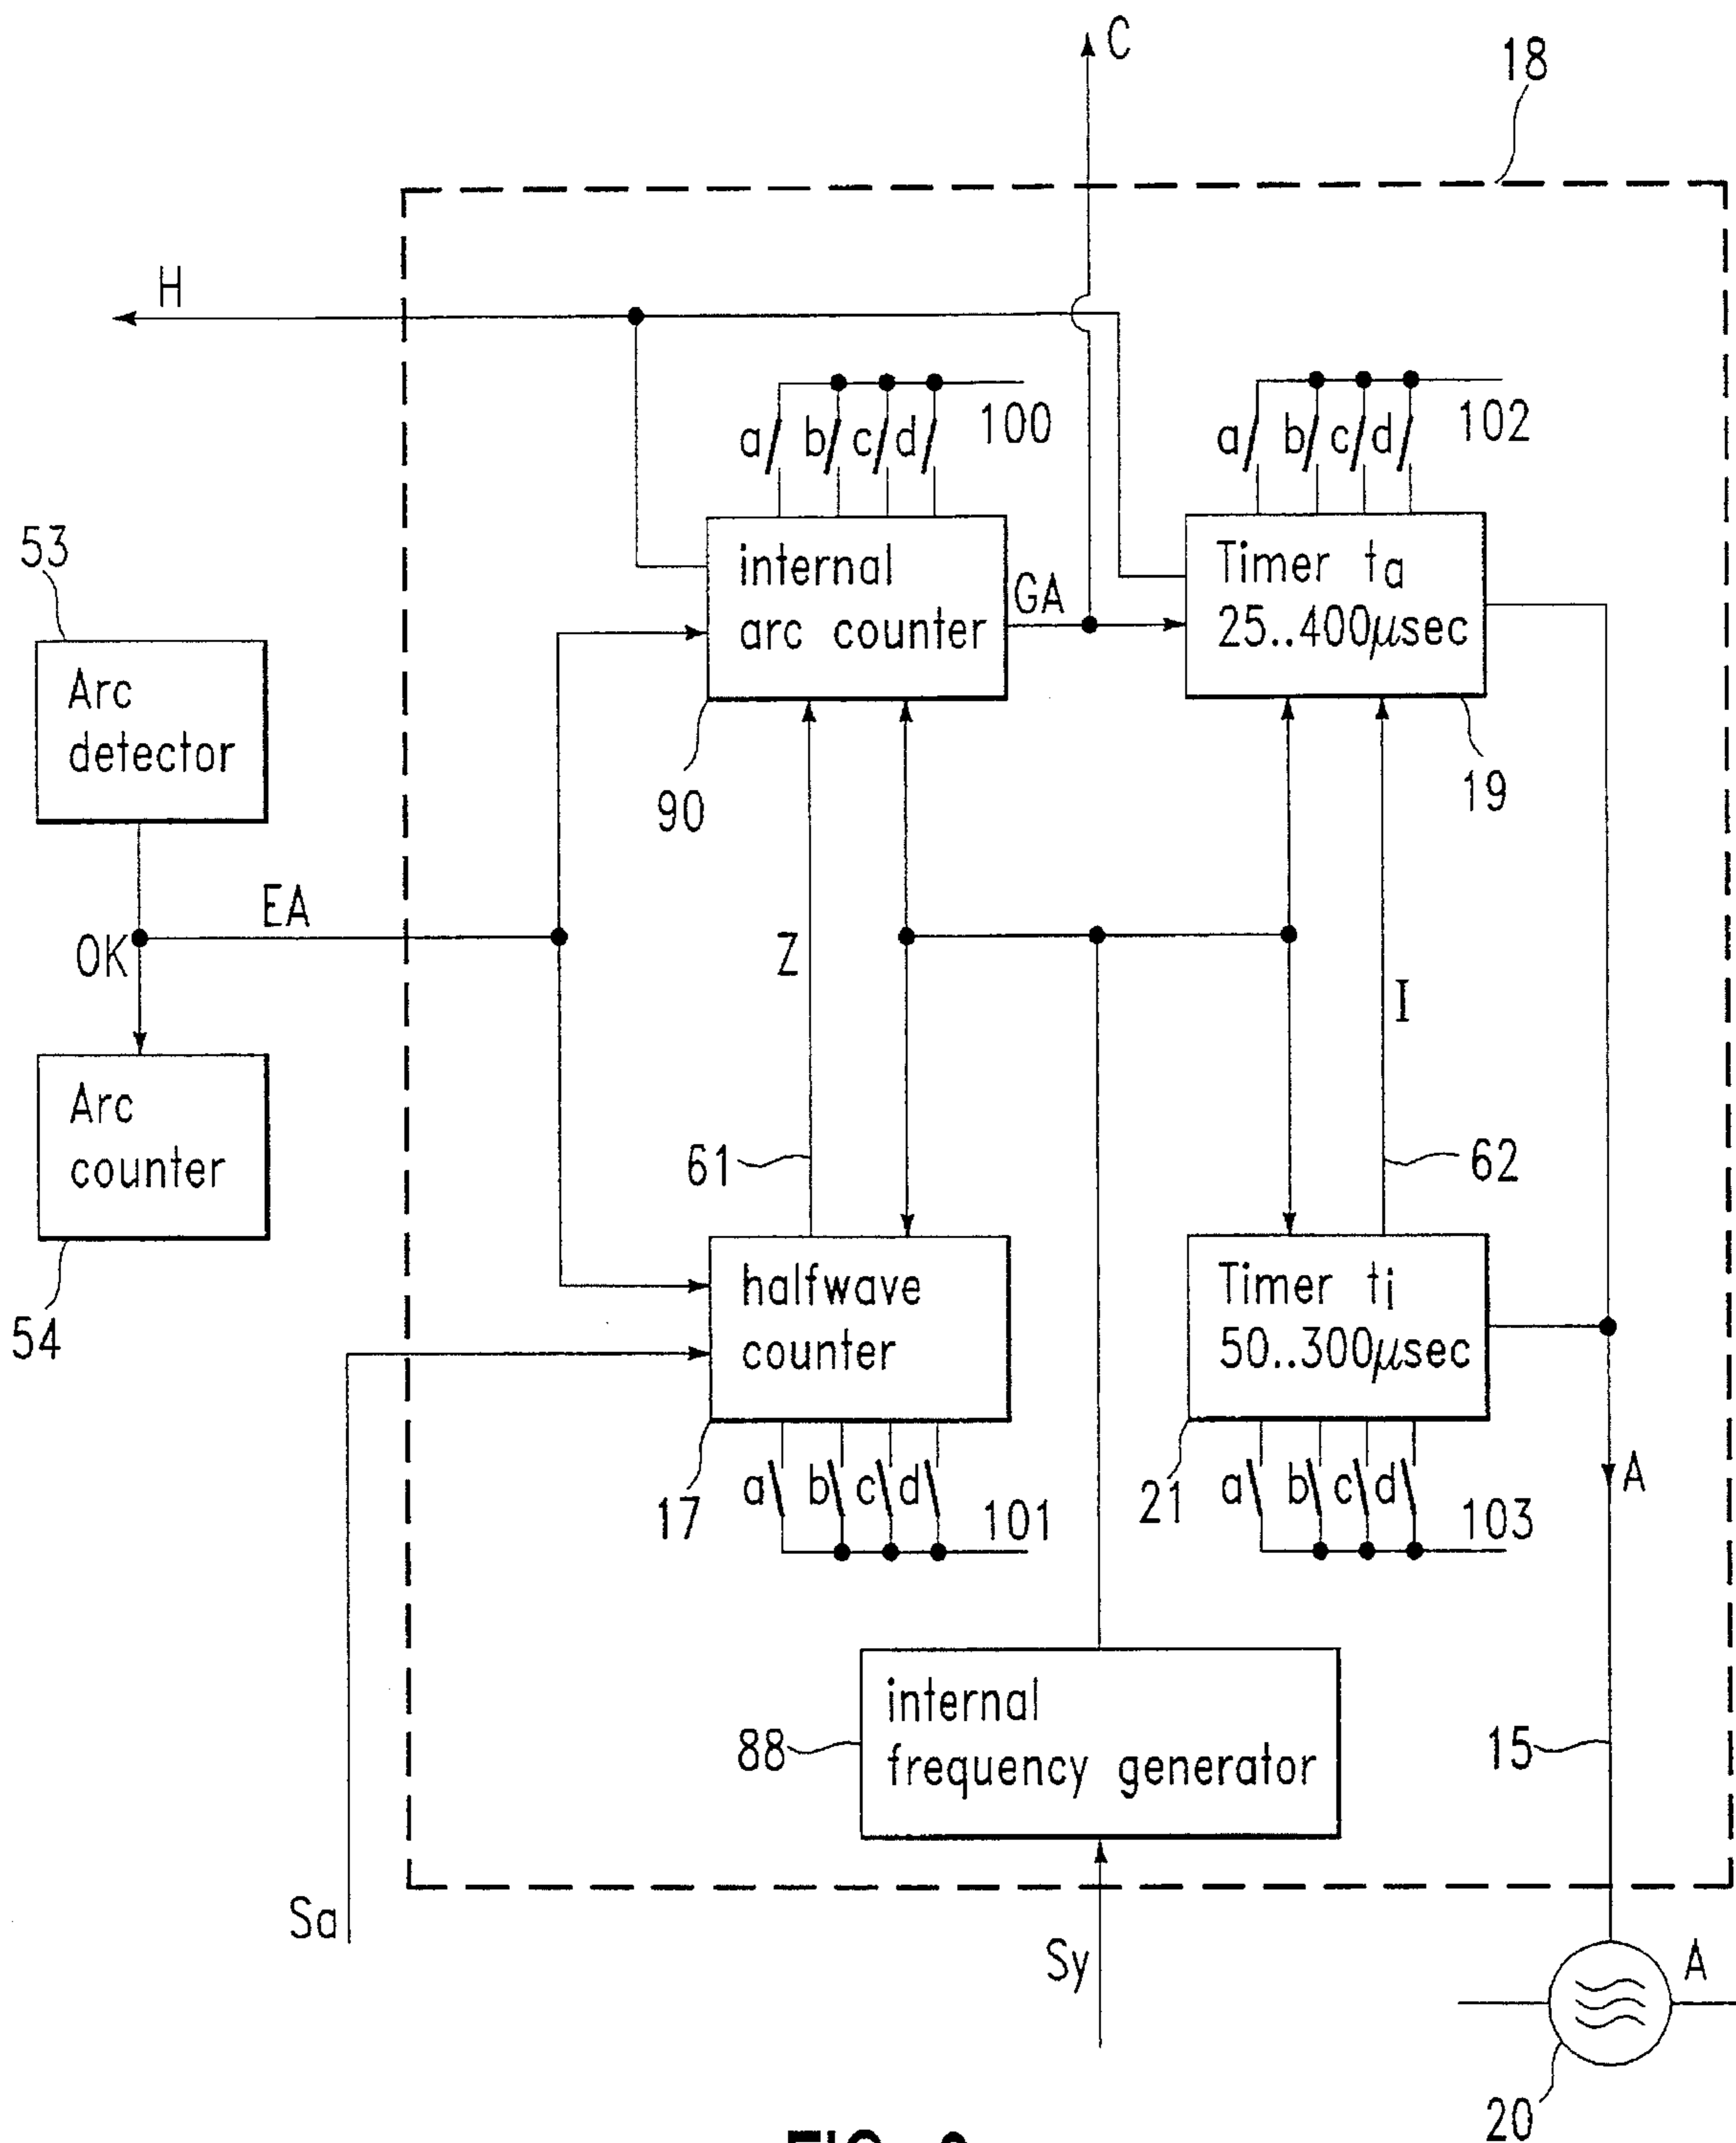 C
18
H
a b c d 100
a b c d 102
53
internal
arc counter
GA
Timer ta
25..400µsec
Arc
detector
90
19
EA
OK
Z
I
Arc
counter
61
62
54
halfwave
counter
Timer ti
50..300µsec
17
a b c d 101
21
a b c d 103
A
internal
frequency generator
88
15
Sa
Sy
A
20